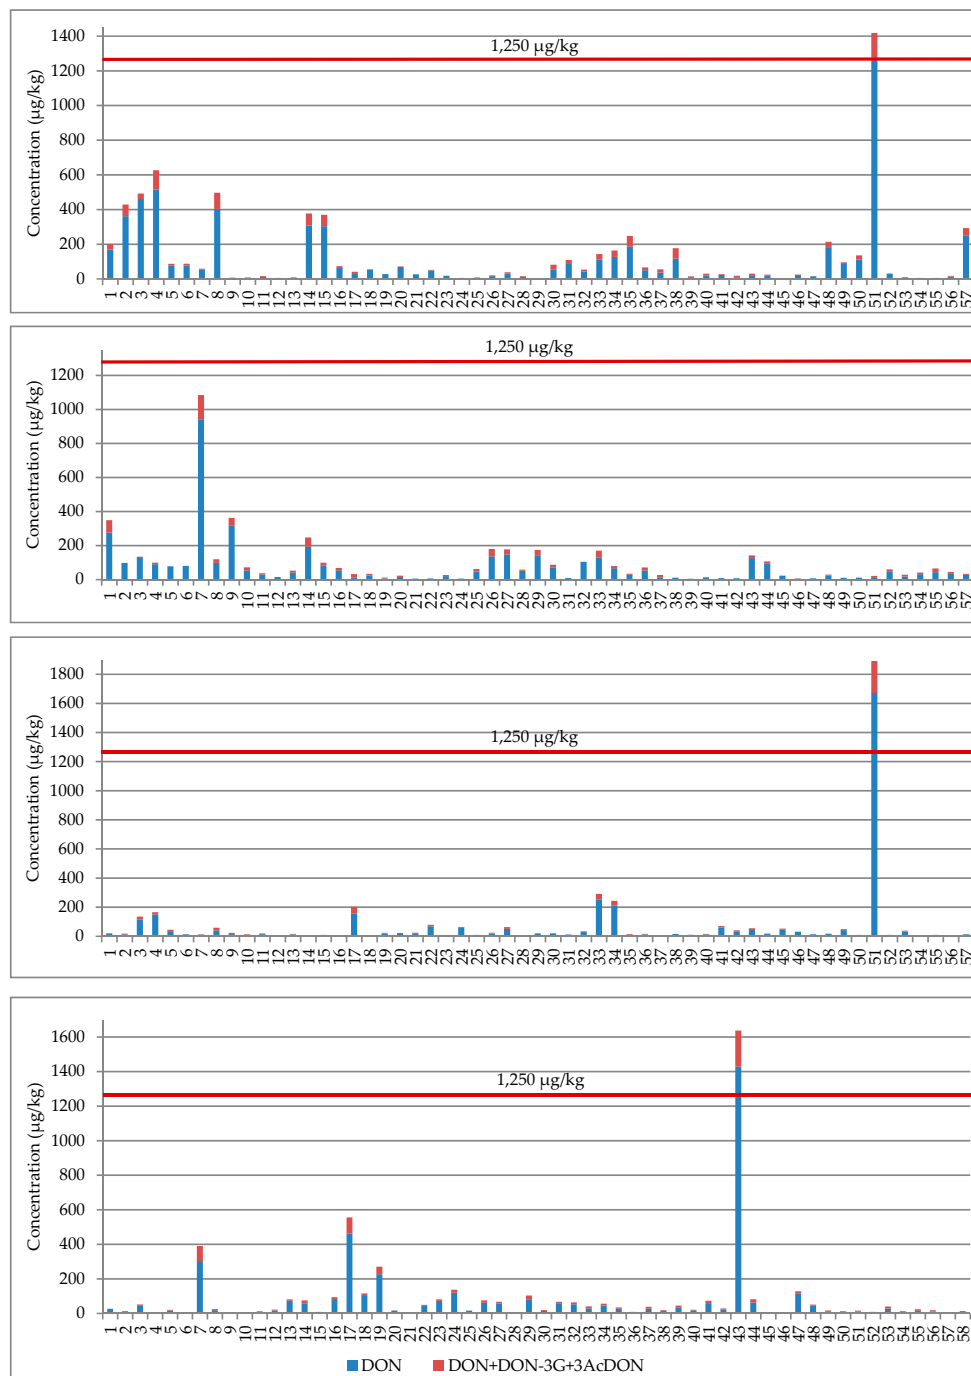 Concentration (µg/kg)
1400
1200
1000
800
600
400
200
0
1,250 µg/kg
1 2 3 4 5 6 7 8 9 10 11 12 13 14 15 16 17 18 19 20 21 22 23 24 25 26 27 28 29 30 31 32 33 34 35 36 37 38 39 40 41 42 43 44 45 46 47 48 49 50 51 52 53 54 55 56 57
Concentration (µg/kg)
1200
1000
800
600
400
200
0
1,250 µg/kg
1 2 3 4 5 6 7 8 9 10 11 12 13 14 15 16 17 18 19 20 21 22 23 24 25 26 27 28 29 30 31 32 33 34 35 36 37 38 39 40 41 42 43 44 45 46 47 48 49 50 51 52 53 54 55 56 57
Concentration (µg/kg)
1800
1600
1400
1200
1000
800
600
400
200
0
1,250 µg/kg
1 2 3 4 5 6 7 8 9 10 11 12 13 14 15 16 17 18 19 20 21 22 23 24 25 26 27 28 29 30 31 32 33 34 35 36 37 38 39 40 41 42 43 44 45 46 47 48 49 50 51 52 53 54 55 56 57
Concentration (µg/kg)
1600
1400
1200
1000
800
600
400
200
0
1,250 µg/kg
1 2 3 4 5 6 7 8 9 10 11 12 13 14 15 16 17 18 19 20 21 22 23 24 25 26 27 28 29 30 31 32 33 34 35 36 37 38 39 40 41 42 43 44 45 46 47 48 49 50 51 52 53 54 55 56 57 58
DON DON+DON-3G+3AcDON